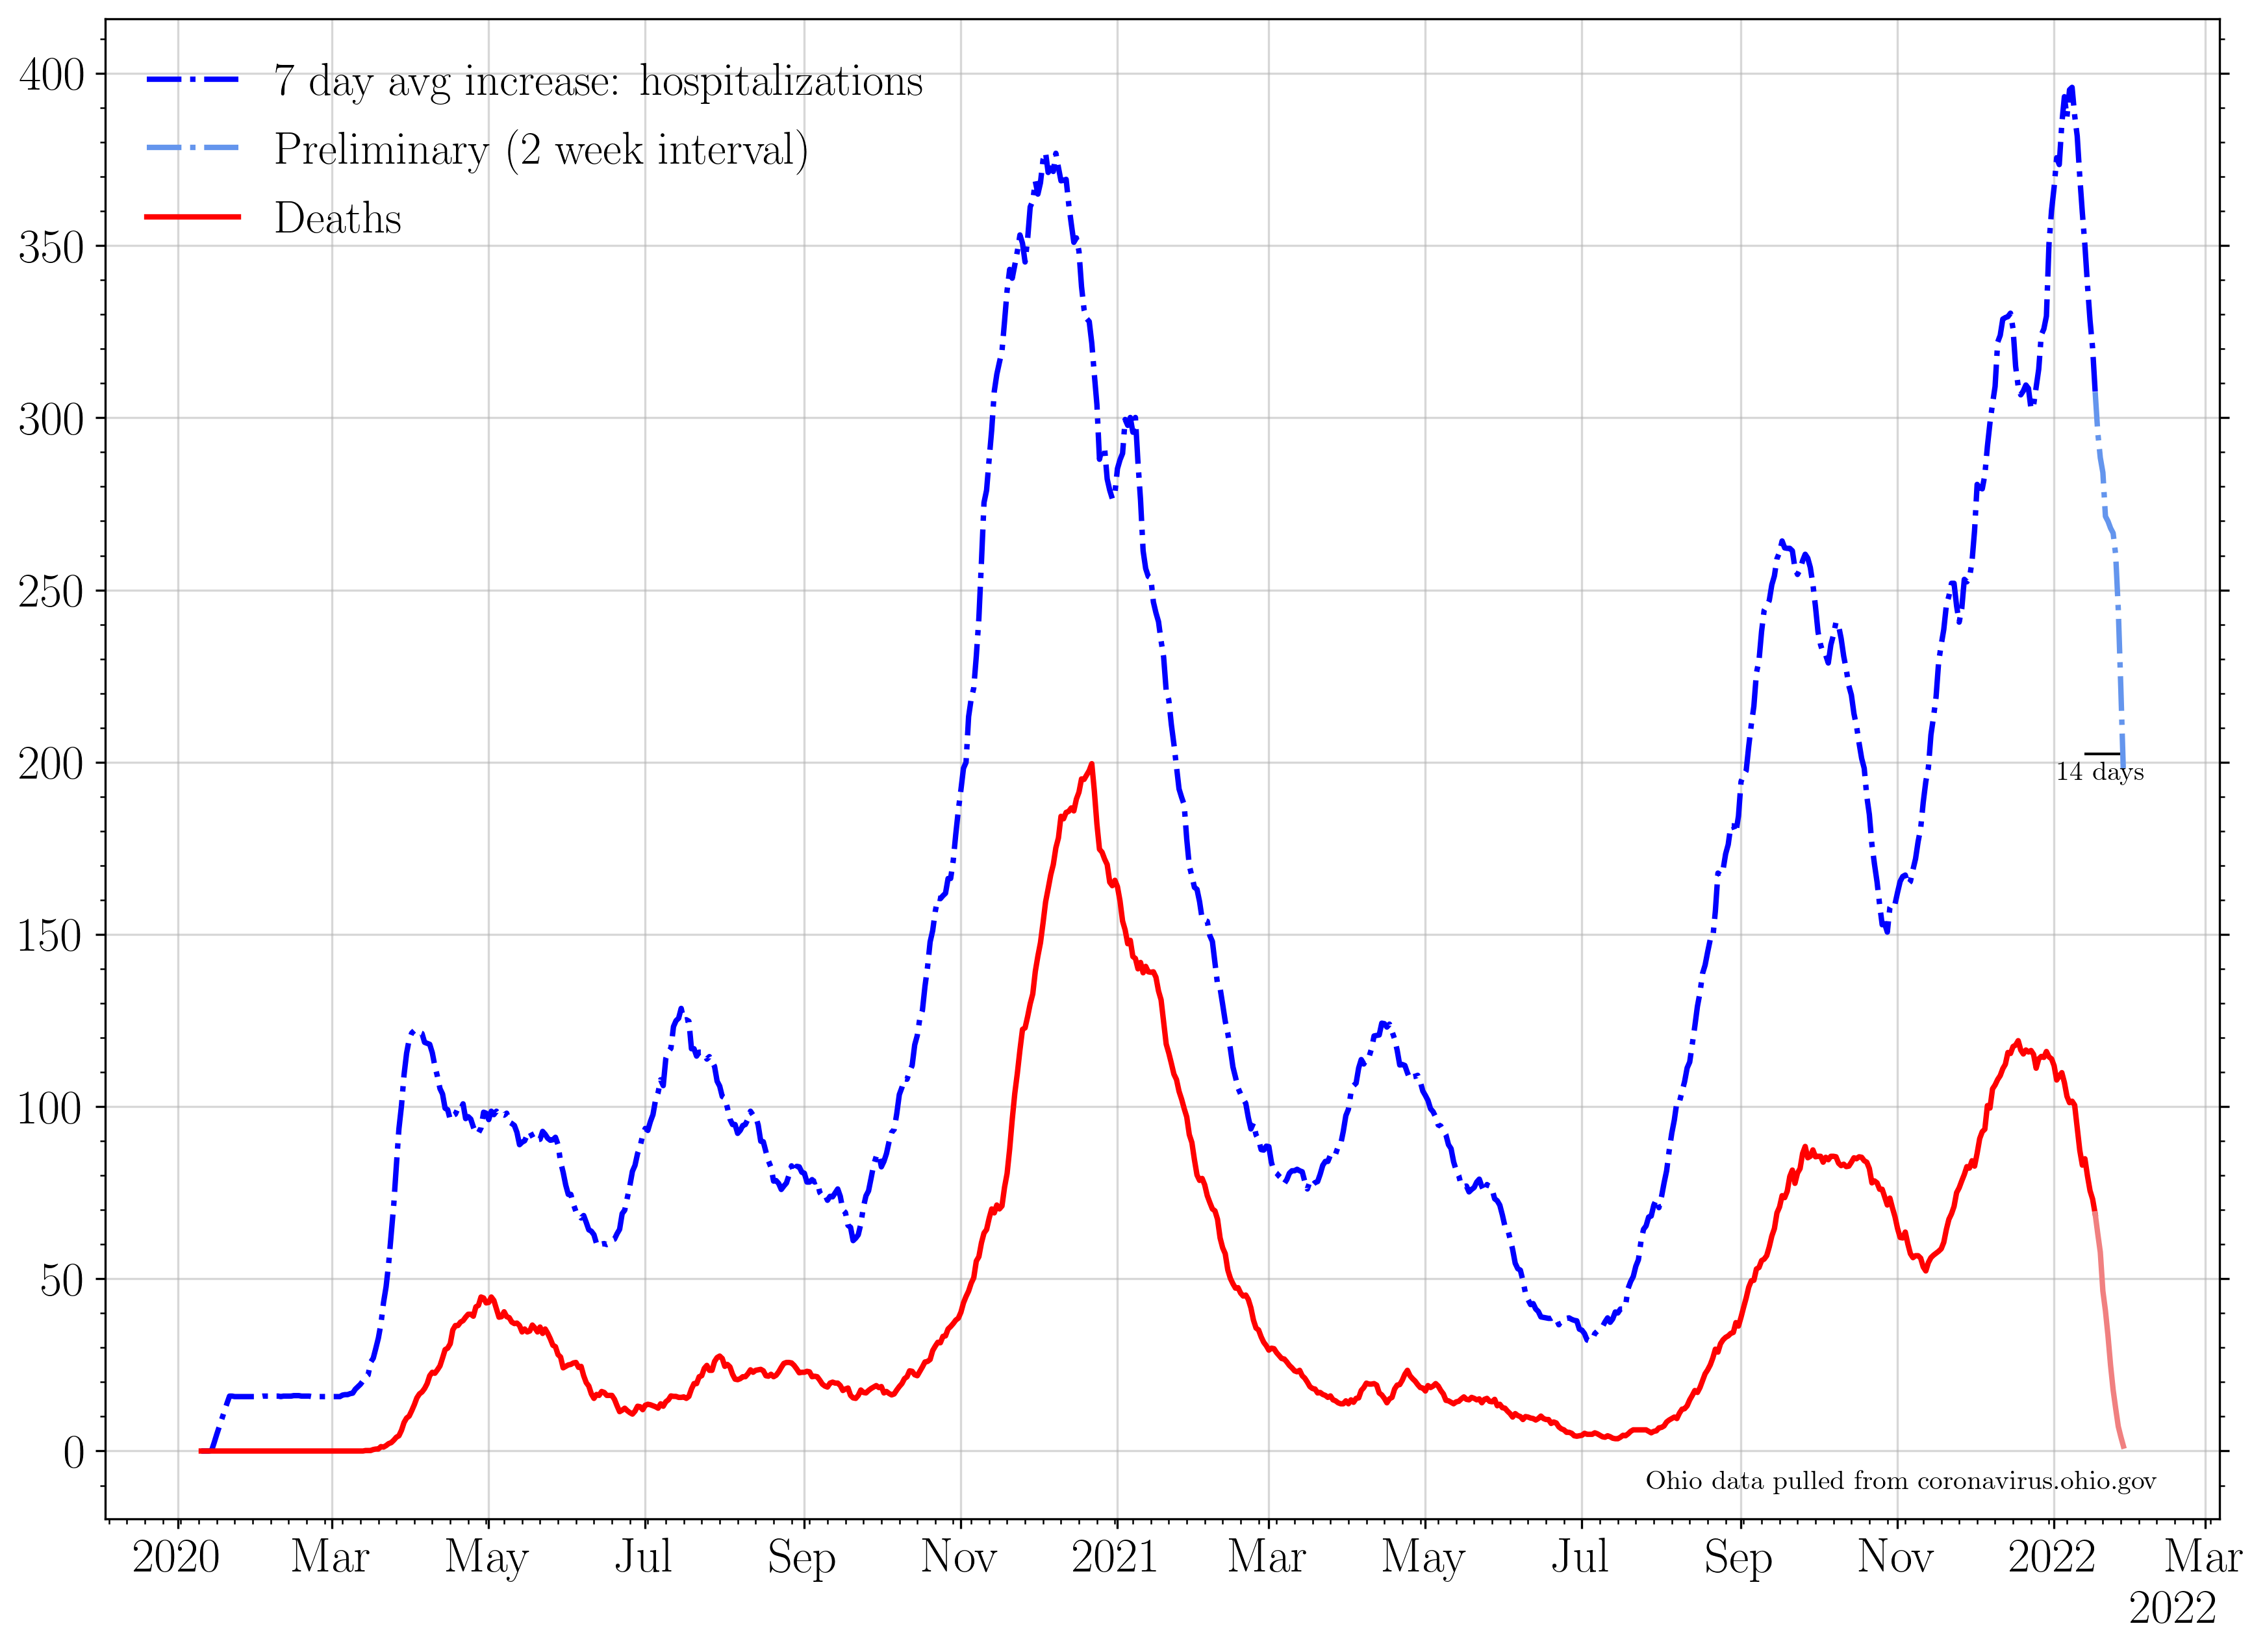 7 day avg increase: hospitalizations
Preliminary (2 week interval)
Deaths
400
350
300
250
200
150
100
50
0
14 days
Ohio data pulled from coronavirus.ohio.gov
2020 Mar May Jul Sep Nov 2021 Mar May Jul Sep Nov 2022 Mar
2022